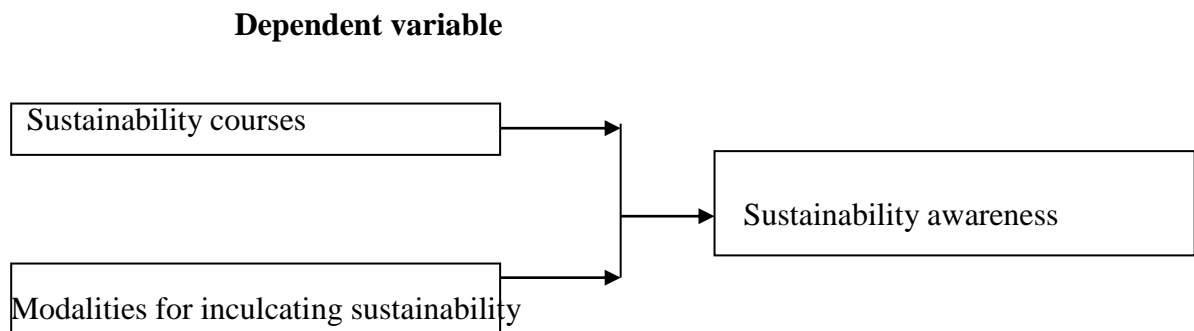 Dependent variable
Sustainability courses
Sustainability awareness
Modalities for inculcating sustainability